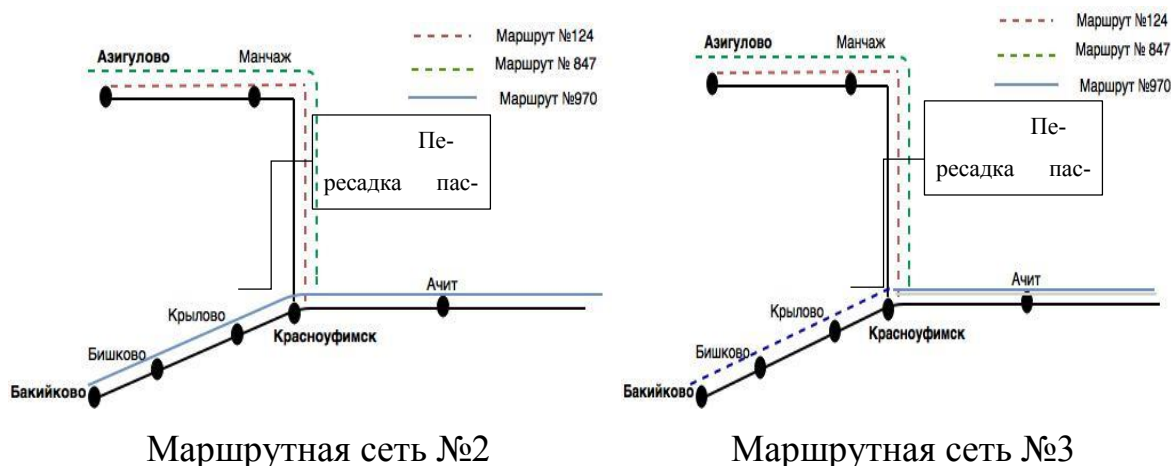 Маршрут №124
Азигулово
Манчаж
Маршрут № 847
Маршрут №970
Пе-
ресадка пас-
Ачит
Крылово
Красноуфимск
Бишково
Бакийково
Маршрутная сеть №2
Маршрут №124
Азигулово
Манчаж
Маршрут № 847
Маршрут №970
Пе-
ресадка пас-
Ачит
Крылово
Красноуфимск
Бишково
Бакийково
Маршрутная сеть №3